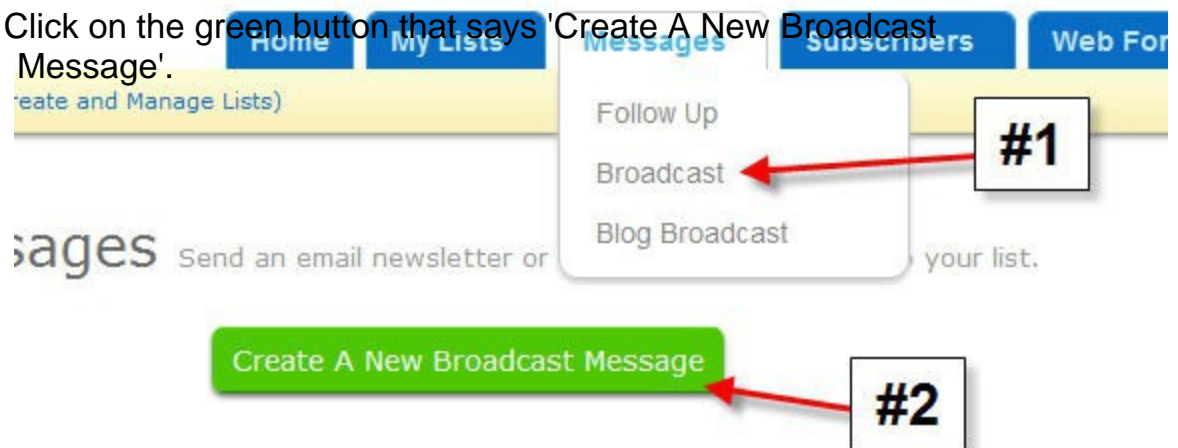 Click on the green button that says 'Create A New Broadcast
Message'.
Home My Lists Messages Subscribers Web For
reate and Manage Lists)
Follow Up
#1
Broadcast
Blog Broadcast
sages Send an email newsletter or your list.
Create A New Broadcast Message
#2